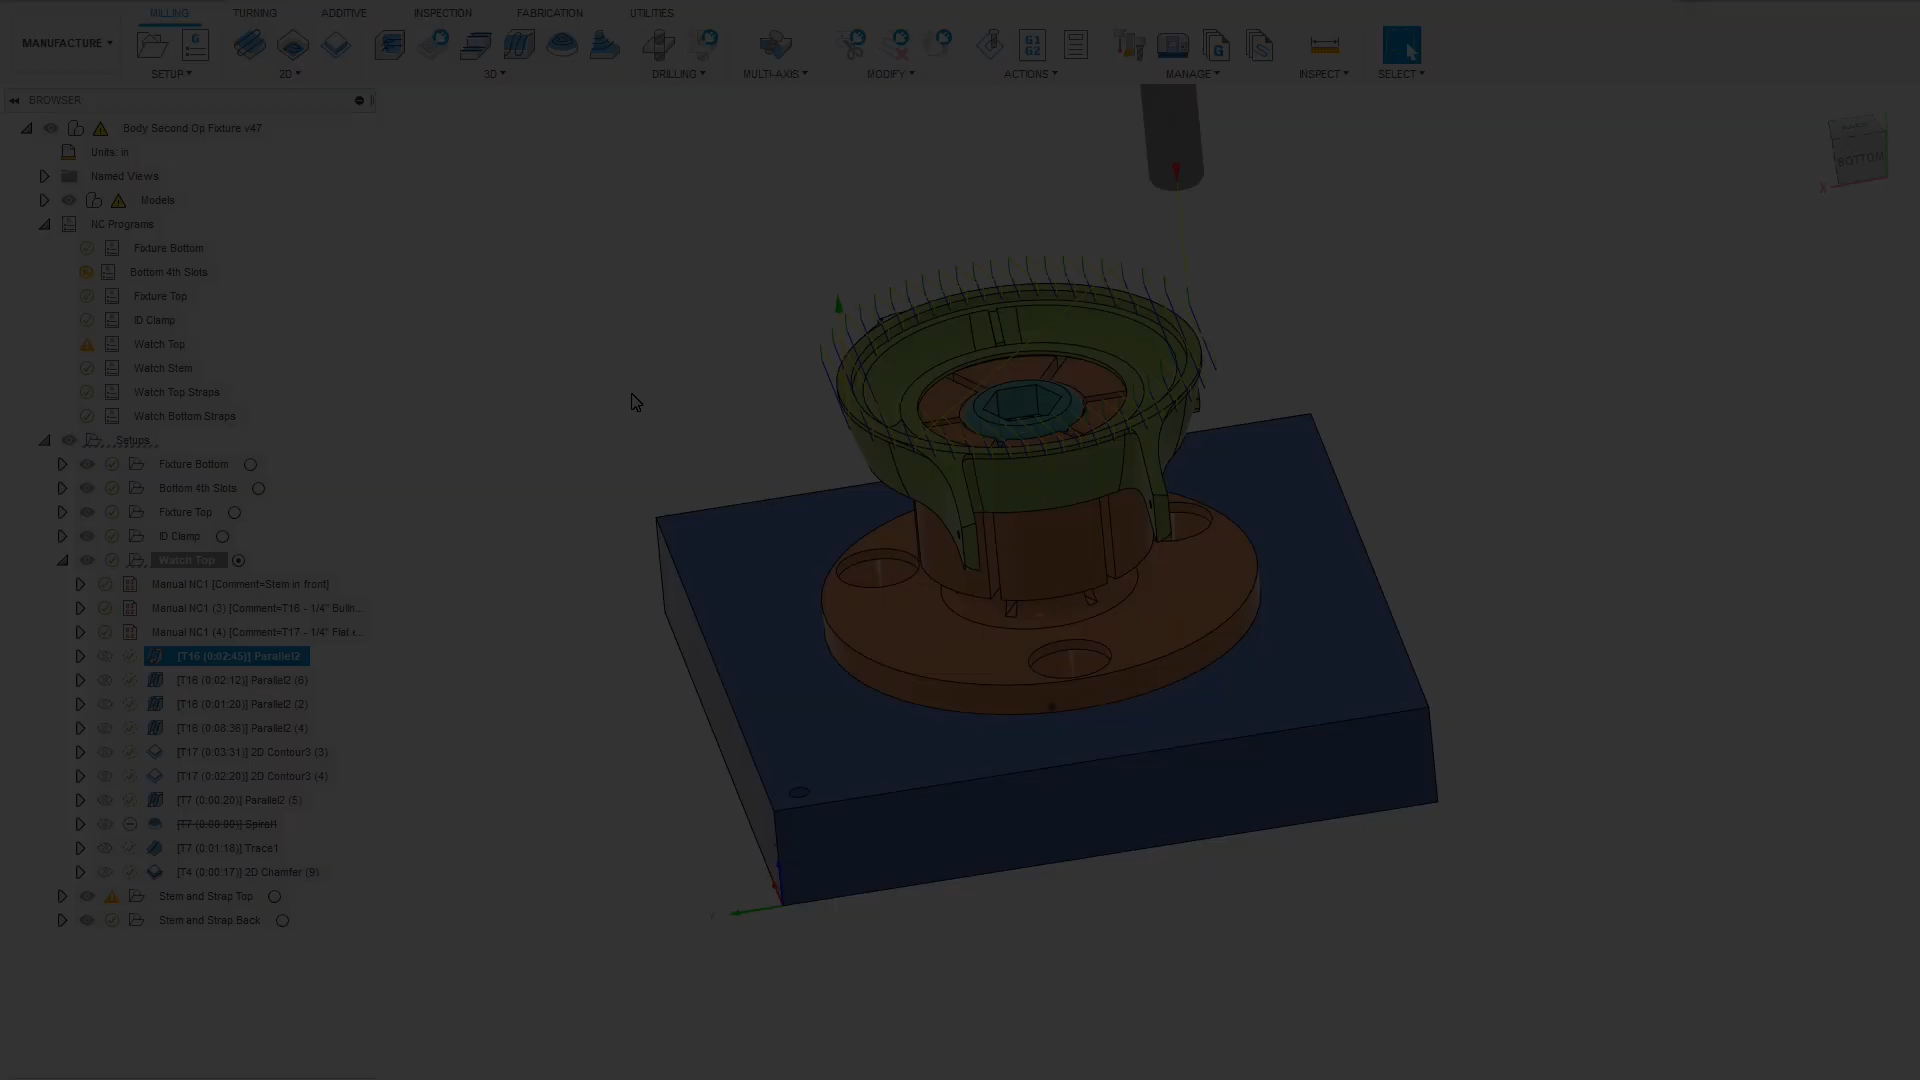 MILLING TURNING ADDITIVE INSPECTION FABRICATION UTILITIES
MANUFACTURE
G G1 G2 G
SETUP 2D 3D DRILLING MULTI-AXIS MODIFY ACTIONS MANAGE INSPECT SELECT
BROWSER
Body Second Op Fixture v47
Units: in
Named Views
Models
NC Programs
Fixture Bottom
Bottom 4th Slots
Fixture Top
ID Clamp
Watch Top
Watch Stem
Watch Top Straps
Watch Bottom Straps
Setups
Fixture Bottom
Bottom 4th Slots
Fixture Top
ID Clamp
Watch Top
Manual NC1 [Comment=Stem in front]
Manual NC1 (3) [Comment=T16 - 1/4" Bulln...
Manual NC1 (4) [Comment=T17 - 1/4" Flat e...
[T16 (0:02:45)] Parallel2
[T16 (0:02:12)] Parallel2 (6)
[T16 (0:01:20)] Parallel2 (2)
[T16 (0:08:36)] Parallel2 (4)
[T17 (0:03:31)] 2D Contour3 (3)
[T17 (0:02:20)] 2D Contour3 (4)
[T7 (0:00:20)] Parallel2 (5)
[T7 (0:00:00)] Spiral1
[T7 (0:01:18)] Trace1
[T4 (0:00:17)] 2D Chamfer (9)
Stem and Strap Top
Stem and Strap Back
BOTTOM
X
Y